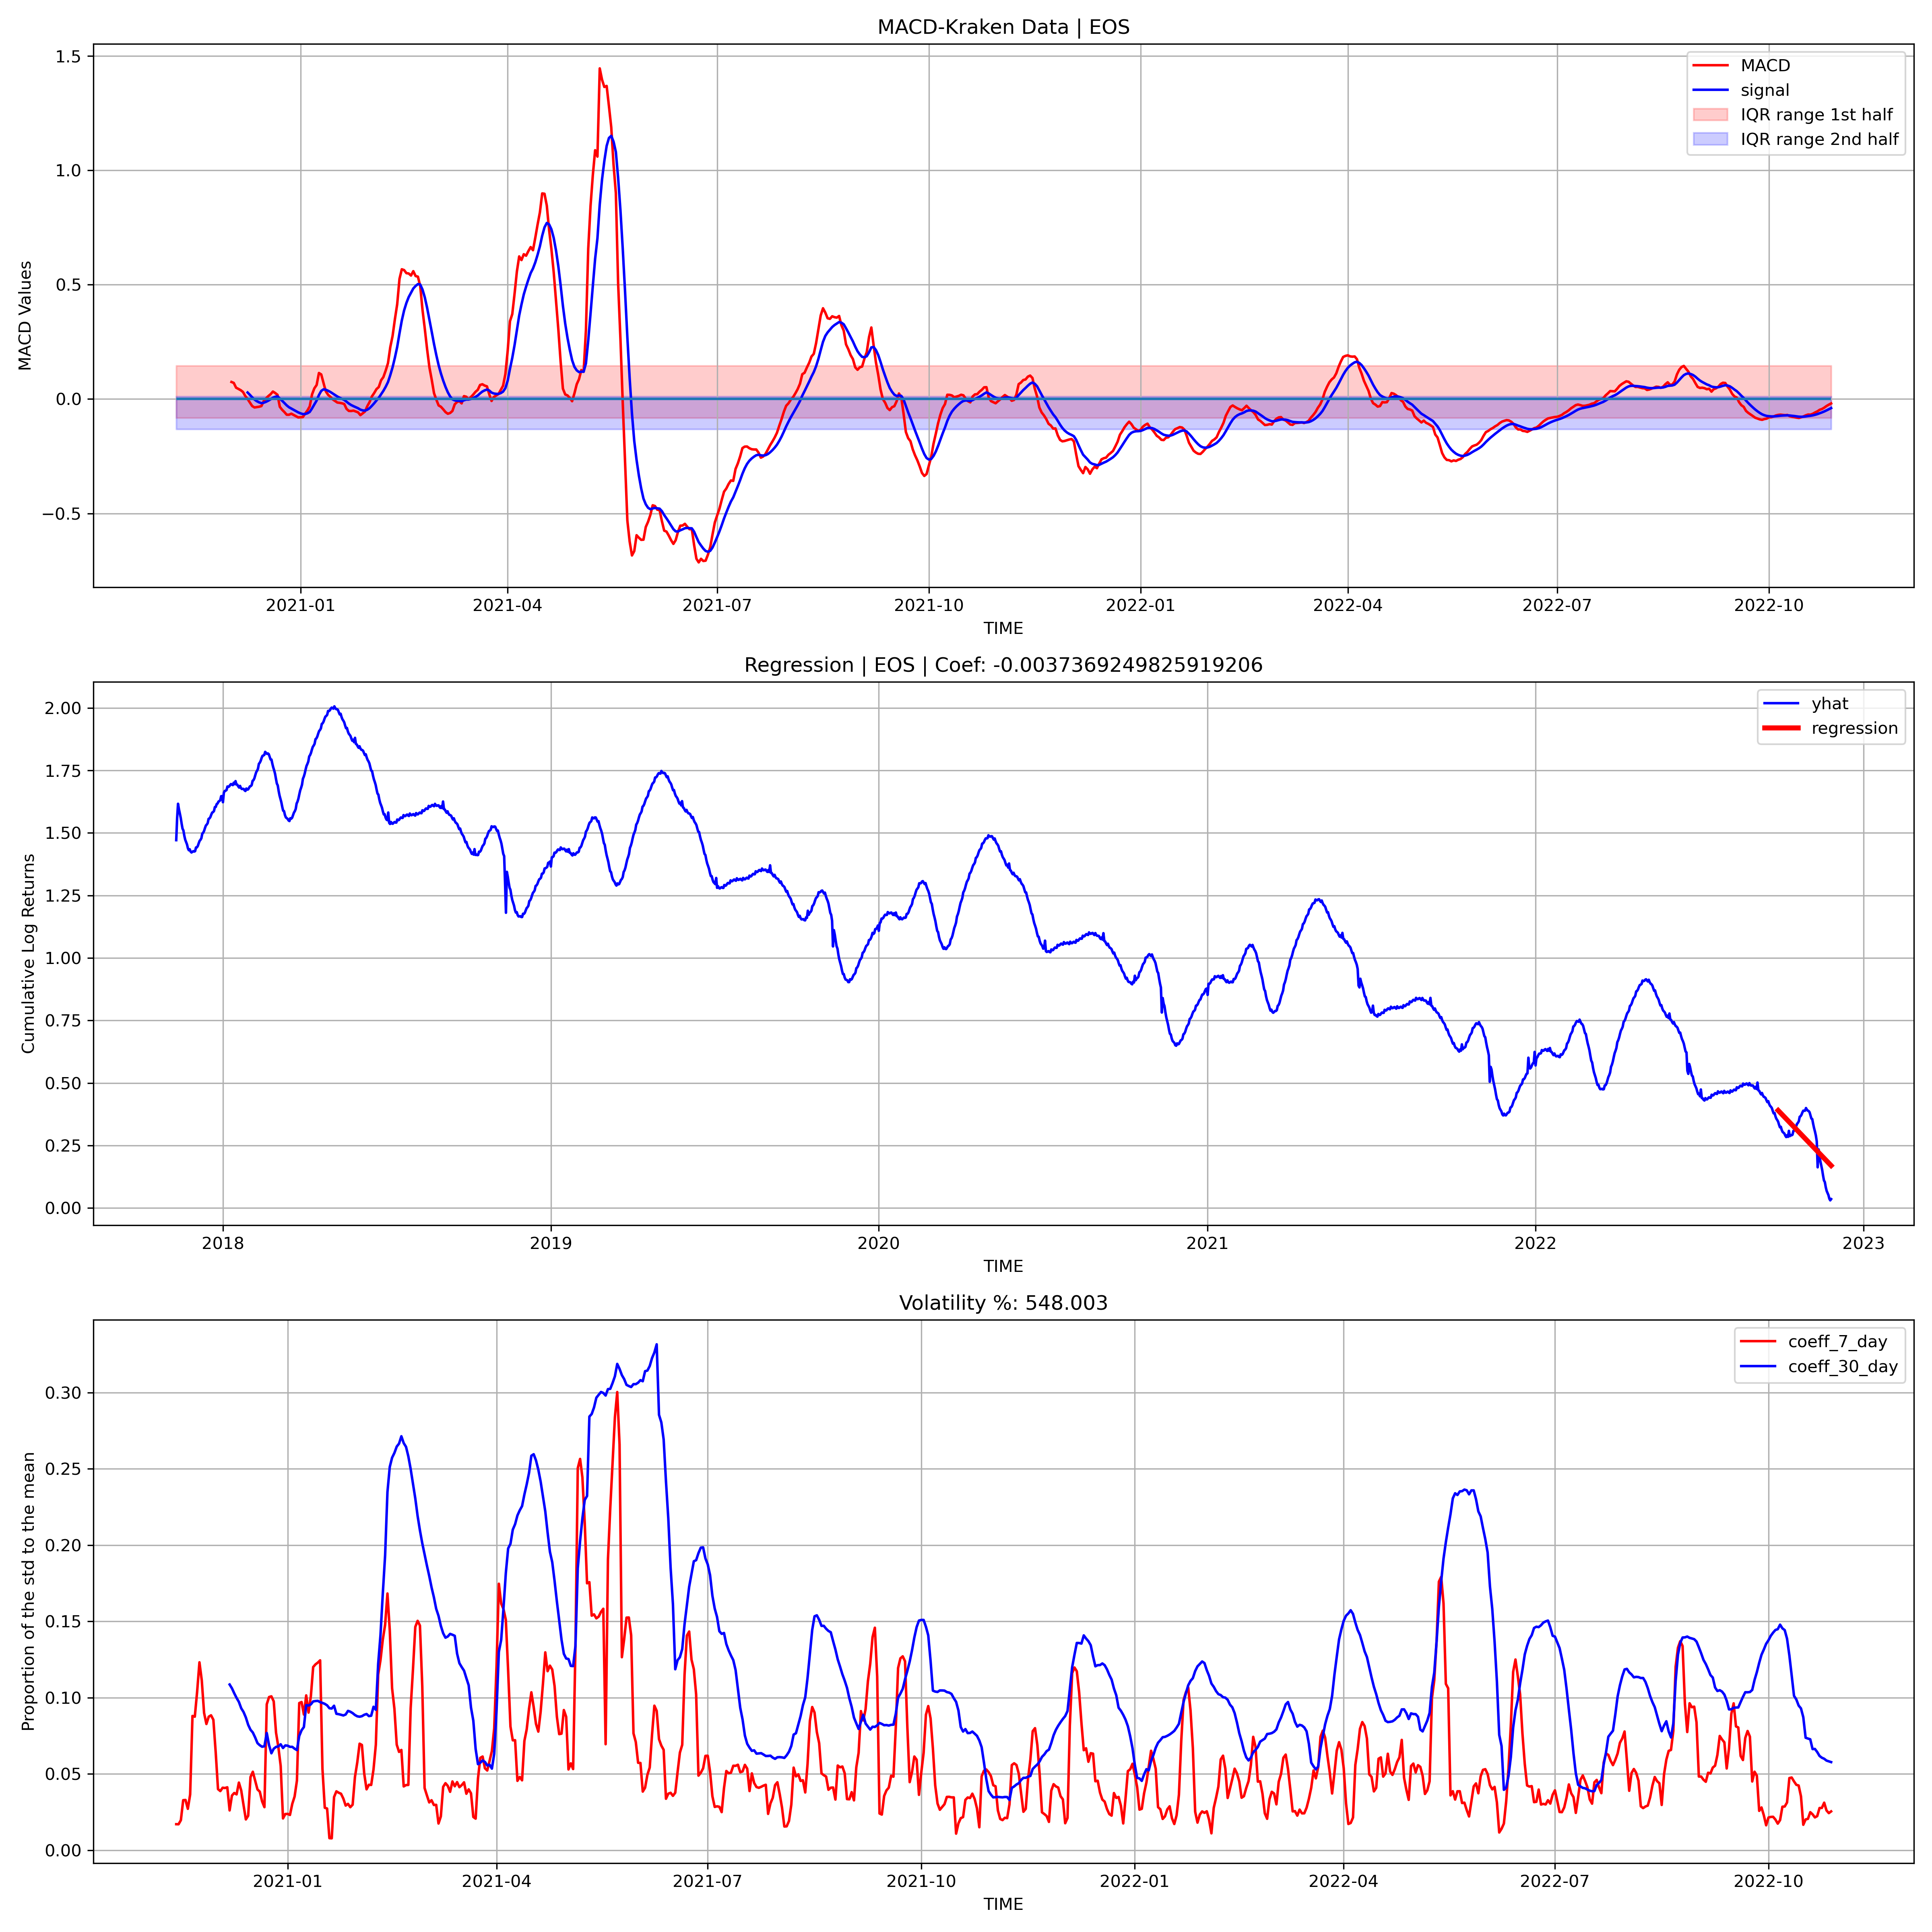 MACD-Kraken Data | EOS
MACD Values
1.5
1.0
0.5
0.0
−0.5
MACD
signal
IQR range 1st half
IQR range 2nd half
2021-01 2021-04 2021-07 2021-10 2022-01 2022-04 2022-07 2022-10
TIME
Regression | EOS | Coef: -0.0037369249825919206
Cumulative Log Returns
2.00
1.75
1.50
1.25
1.00
0.75
0.50
0.25
0.00
yhat
regression
2018 2019 2020 2021 2022 2023
TIME
Volatility %: 548.003
Proportion of the std to the mean
0.30
0.25
0.20
0.15
0.10
0.05
0.00
coeff_7_day
coeff_30_day
2021-01 2021-04 2021-07 2021-10 2022-01 2022-04 2022-07 2022-10
TIME